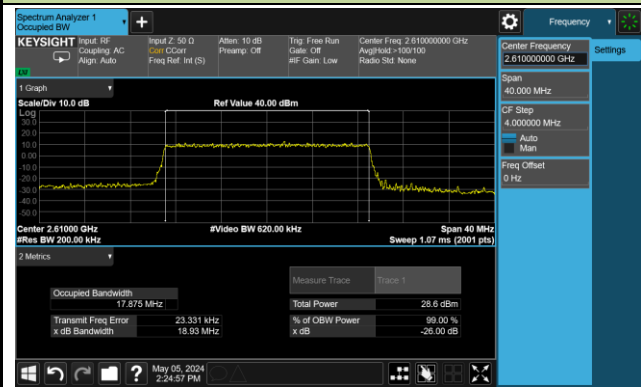 Spectrum Analyzer 1
Occupied BW
Frequency
KEYSIGHT
Input: RF
Coupling: AC
Align: Auto
Input Z: 50 Ω
Corr CCorr
Freq Ref: Int (S)
Atten: 10 dB
Preamp: Off
Trig: Free Run
Gate: Off
#IF Gain: Low
Center Freq: 2.610000000 GHz
Avg|Hold:>100/100
Radio Std: None
LXI
Center Frequency
2.610000000 GHz
Settings
Span
40.000 MHz
CF Step
4.000000 MHz
Auto
Man
Freq Offset
0 Hz
1 Graph
Scale/Div 10.0 dB
Ref Value 40.00 dBm
Log
30.0
20.0
10.0
0.00
-10.0
-20.0
-30.0
-40.0
-50.0
Center 2.61000 GHz
#Video BW 620.00 kHz
Span 40 MHz
#Res BW 200.00 kHz
Sweep 1.07 ms (2001 pts)
2 Metrics
Measure Trace
Trace 1
Occupied Bandwidth
17.875 MHz
Total Power
28.6 dBm
Transmit Freq Error
23.331 kHz
% of OBW Power
99.00 %
x dB Bandwidth
18.93 MHz
x dB
-26.00 dB
?
May 05, 2024
2:24:57 PM